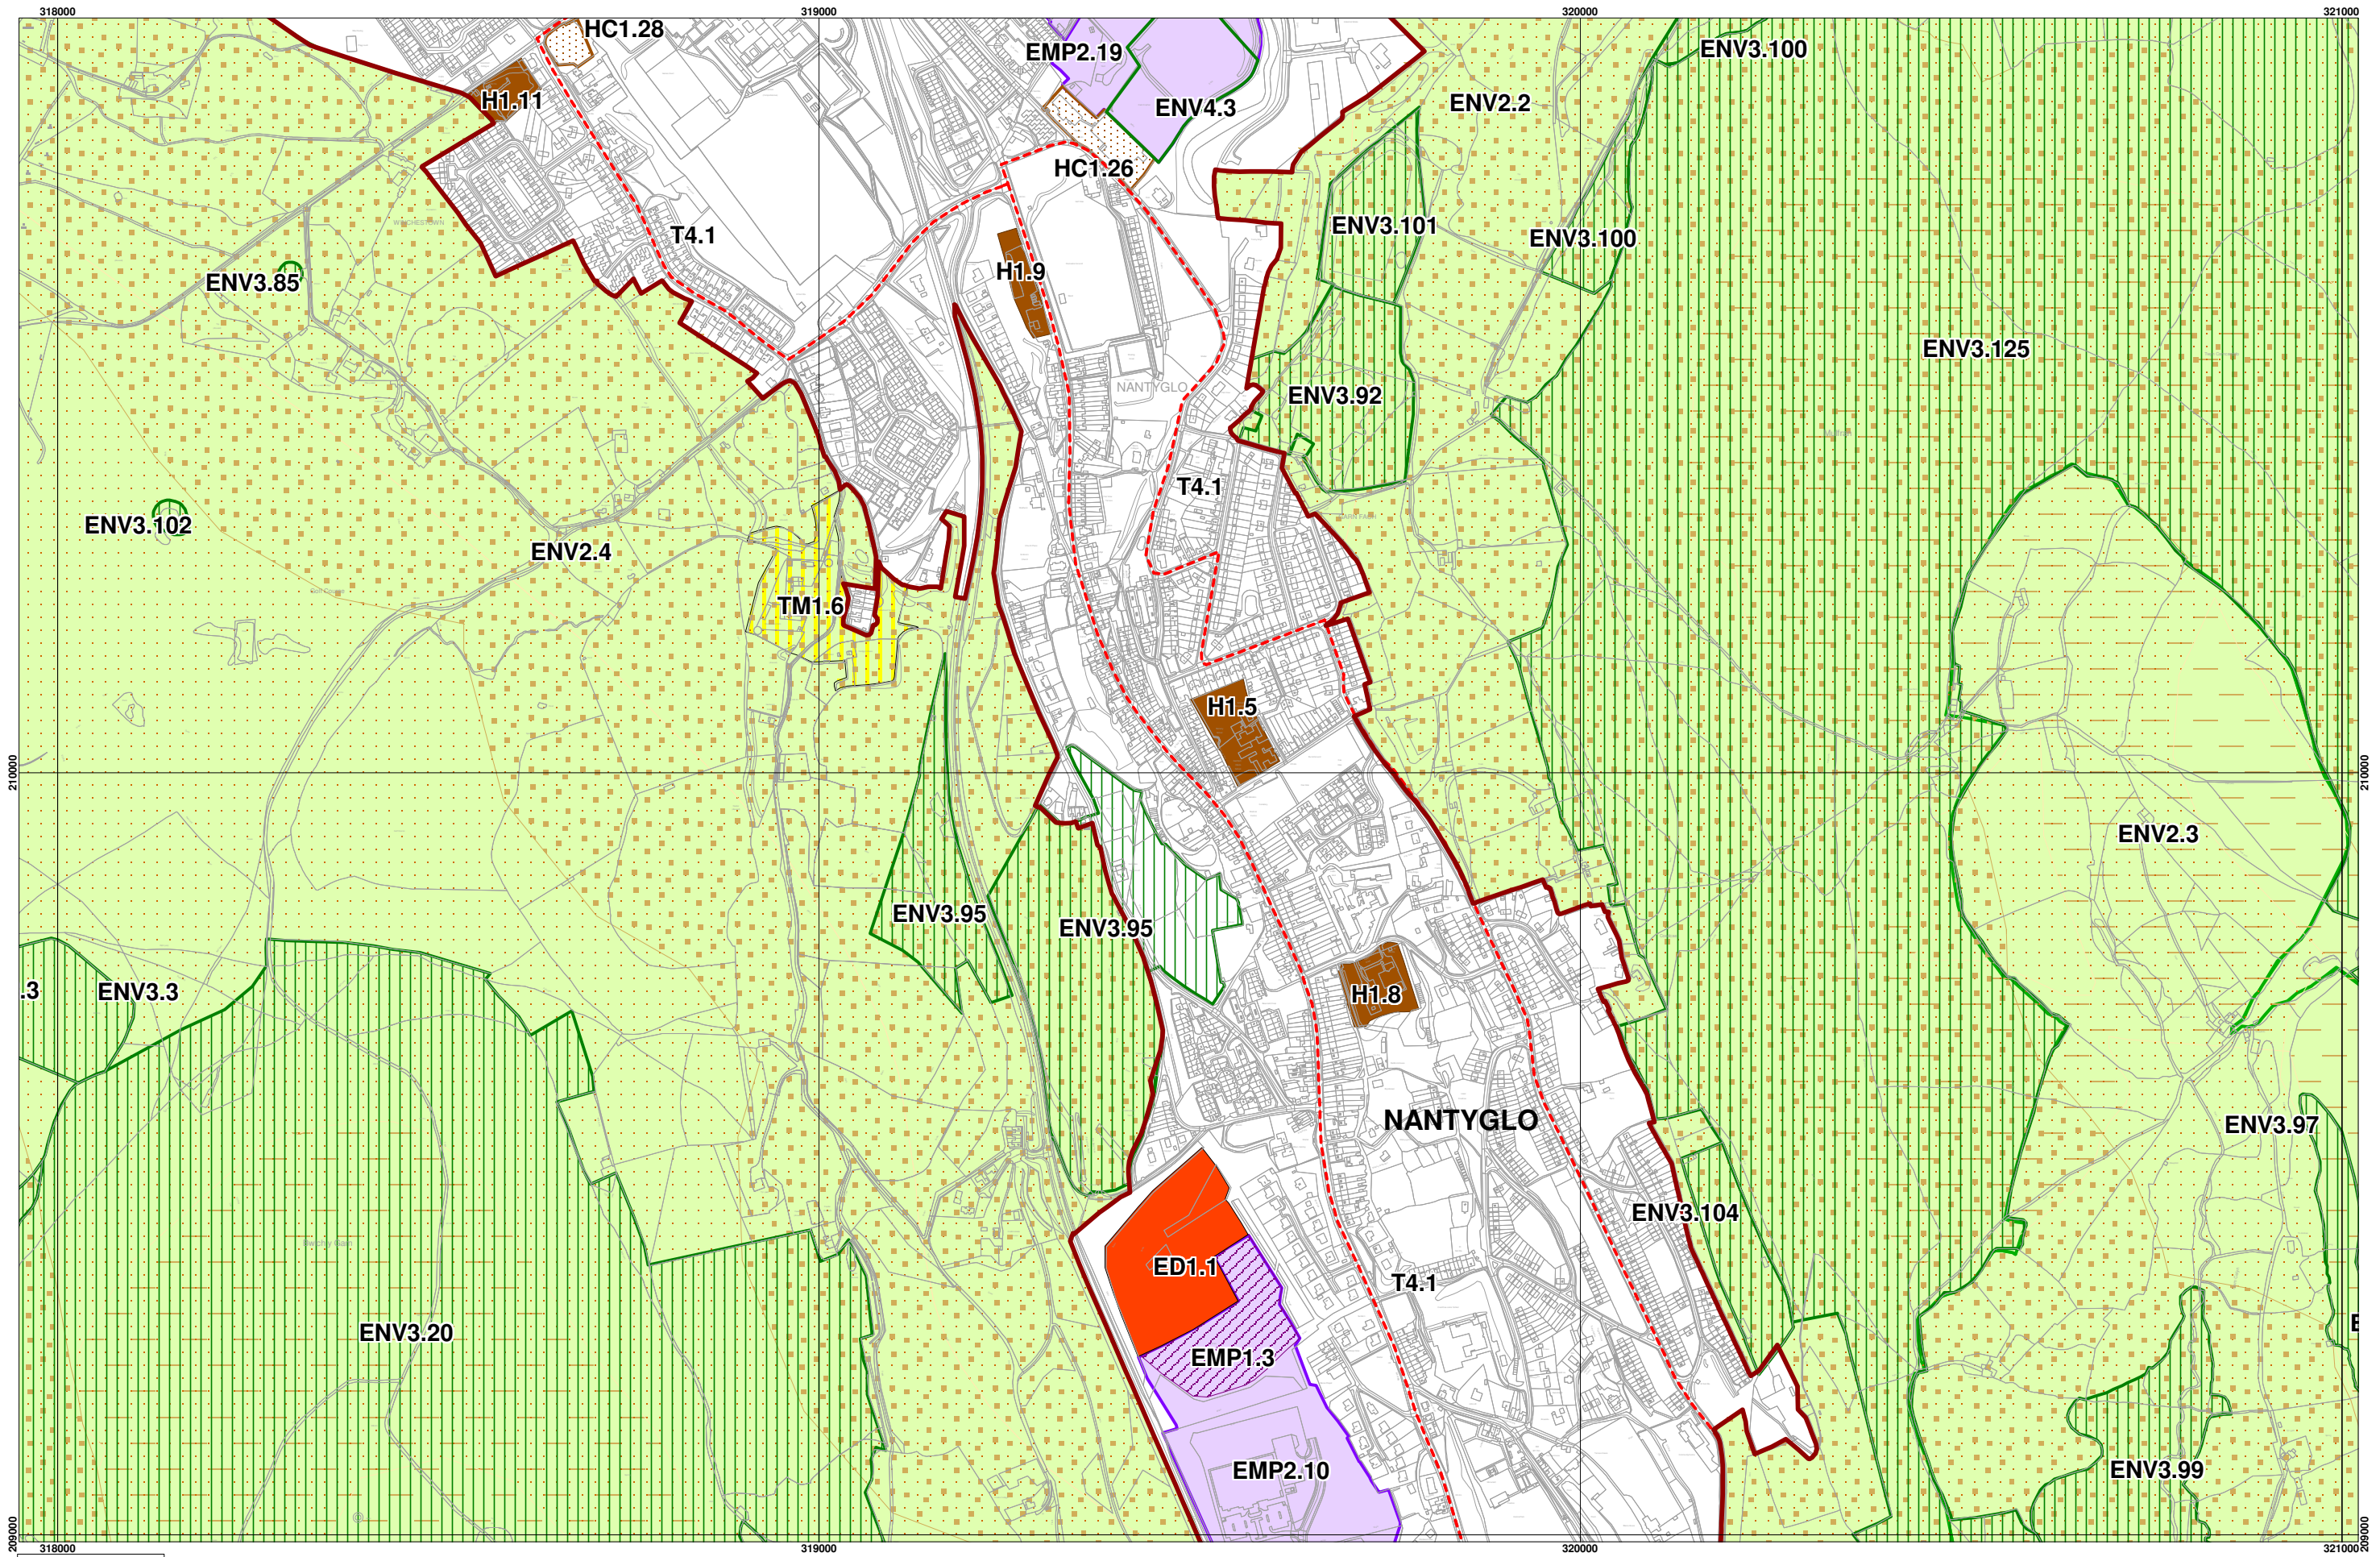 318000
319000
320000
321000
HC1.28
EMP2.19
ENV3.100
H1.11
ENV4.3
ENV2.2
HC1.26
T4.1
ENV3.101
ENV3.100
ENV3.85
H1.9
ENV3.125
NANTYGLO
ENV3.92
T4.1
ENV3.102
ENV2.4
TM1.6
H1.5
210000
210000
ENV2.3
ENV3.95
ENV3.95
.3
ENV3.3
H1.8
NANTYGLO
ENV3.97
ENV3.104
ED1.1
T4.1
ENV3.20
E
EMP1.3
EMP2.10
ENV3.99
209000
209000
318000
319000
320000
321000